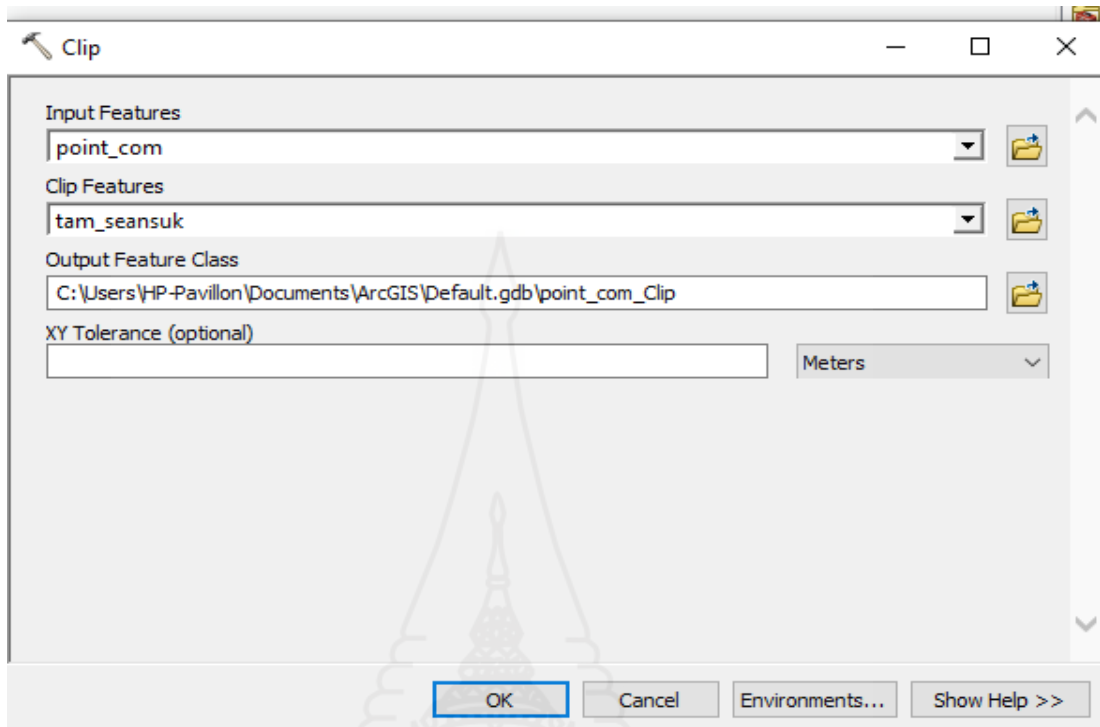 Clip
Input Features
point_com
Clip Features
tam_seansuk
Output Feature Class
C:\Users\HP-Pavillon\Documents\ArcGIS\Default.gdb\point_com_Clip
XY Tolerance (optional)
Meters
OK Cancel Environments... Show Help >>